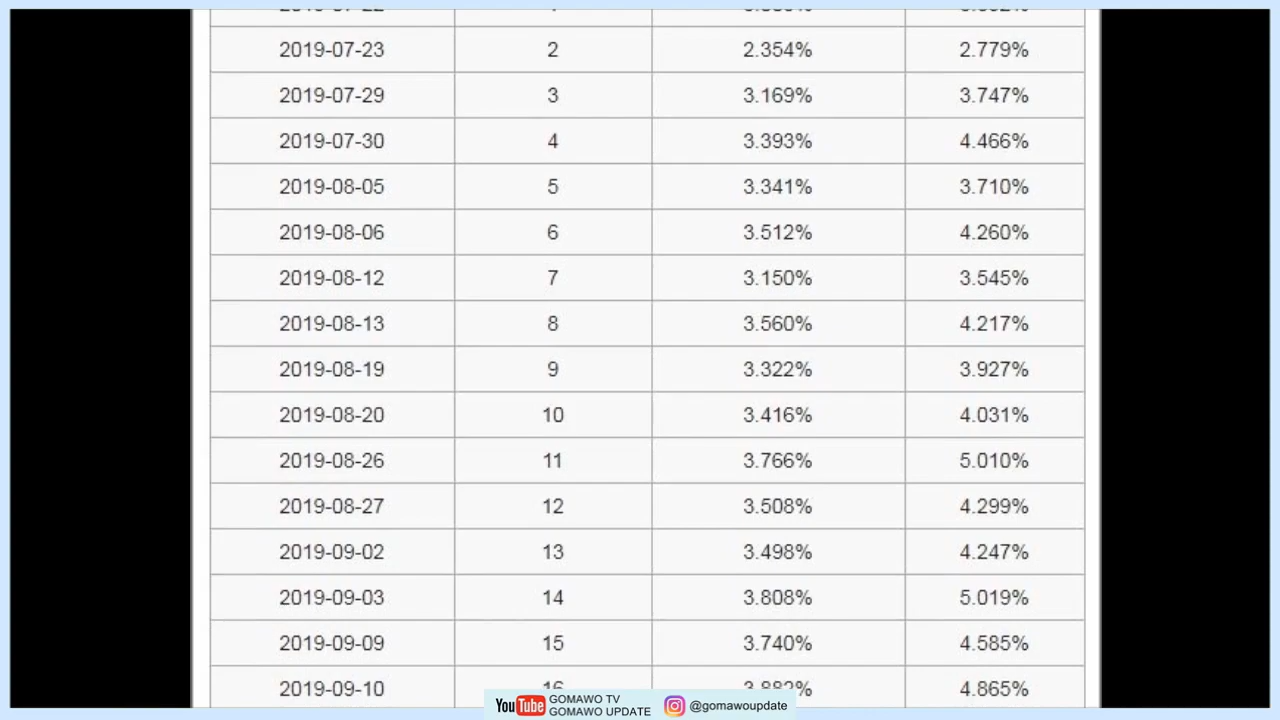 2019-07-23 2 2.354% 2.779%
2019-07-29 3 3.169% 3.747%
2019-07-30 4 3.393% 4.466%
2019-08-05 5 3.341% 3.710%
2019-08-06 6 3.512% 4.260%
2019-08-12 7 3.150% 3.545%
2019-08-13 8 3.560% 4.217%
2019-08-19 9 3.322% 3.927%
2019-08-20 10 3.416% 4.031%
2019-08-26 11 3.766% 5.010%
2019-08-27 12 3.508% 4.299%
2019-09-02 13 3.498% 4.247%
2019-09-03 14 3.808% 5.019%
2019-09-09 15 3.740% 4.585%
2019-09-10 16 4.865%
YouTube GOMAWO TV
GOMAWO UPDATE
@gomawoupdate